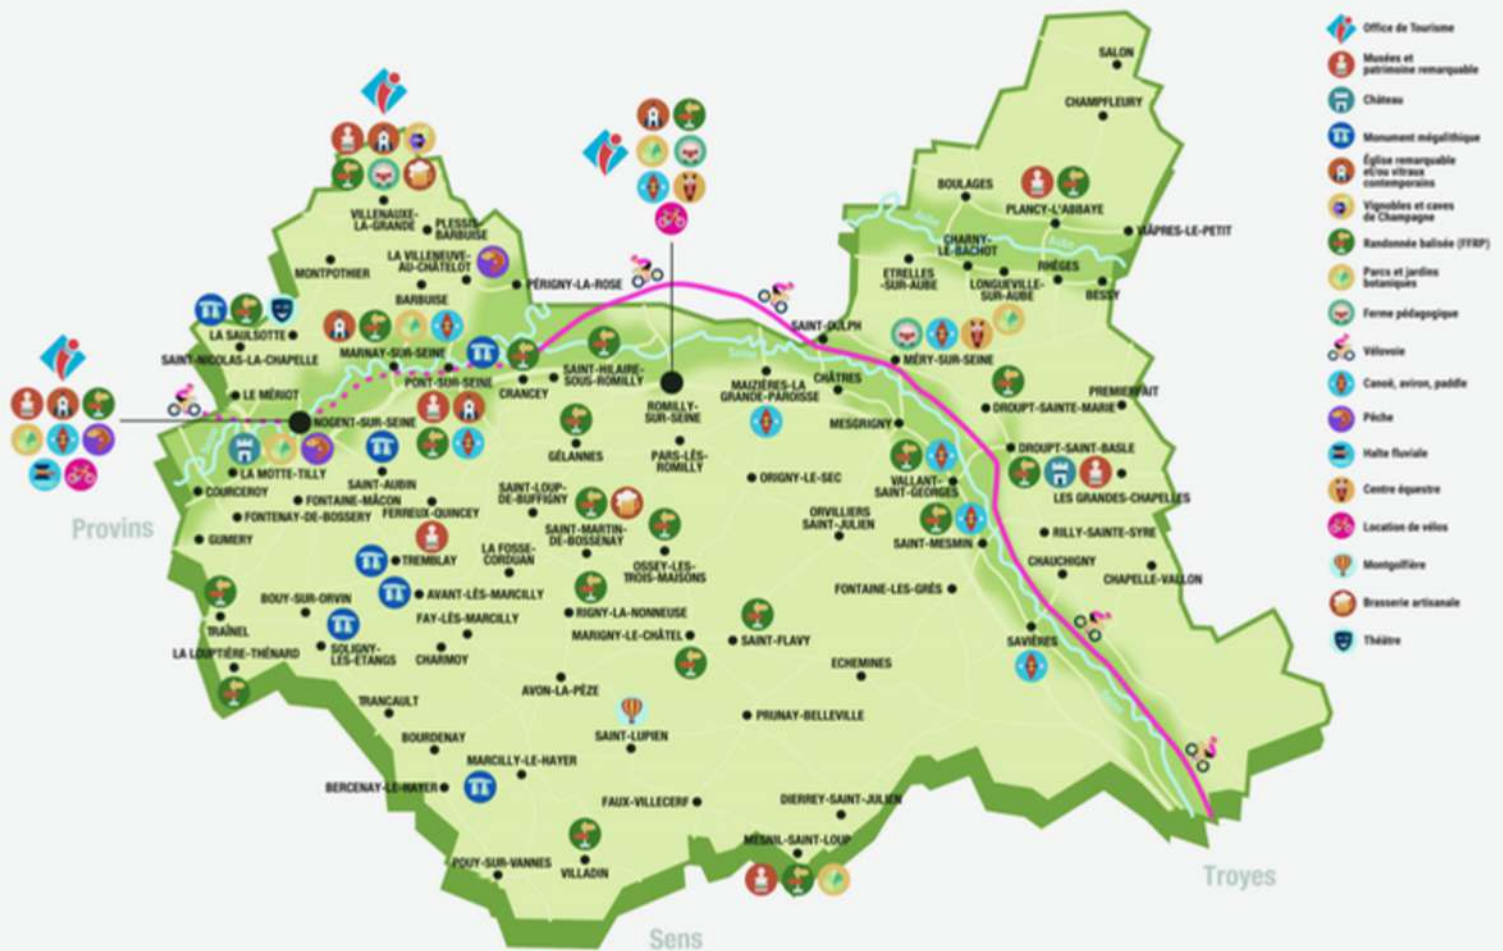 SALON
CHAMPFLEURY
BOULAGES
PLANCY-L'ABBAYE
VIÂPRES-LE-PETIT
Aube
Aube
CHARNY-
LE-BACHOT
RHÈGES
ETRELLES
-SUR-AUBE
LONGUEVILLE-
SUR-AUBE
BESSY
VILLENAUXE-
LA-GRANDE
PLESSIS-
BARBUISE
MONTPOTHIER
LA VILLENEUVE-
AU-CHÂTELOT
PÉRIGNY-LA-ROSE
BARBUISE
LA SAULSOTTE
SAINT-NICOLAS-LA-CHAPELLE
MARNAY-SUR-SEINE
PONT-SUR-SEINE
CRANCEY
SAINT-HILAIRE-
SOUS-ROMILLY
LE MÉRIOT
NOGENT-SUR-SEINE
ROMILLY-
SUR-SEINE
Seine
MAIZIÈRES-LA
GRANDE-PAROISSE
SAINT-OULPH
CHÂTRES
MÉRY-SUR-SEINE
MESGRIGNY
DROUPT-SAINTE-MARIE
PREMIERFAIT
DROUPT-SAINT-BASLE
LES GRANDES-CHAPELLES
LA MOTTE-TILLY
COURCEROY
SAINT-AUBIN
FONTAINE-MÂCON
FERREUX-QUINCEY
FONTENAY-DE-BOSSERY
GUMERY
GÉLANNES
PARS-LÈS-
ROMILLY
ORIGNY-LE-SEC
SAINT-LOUP-
DE-BUFFIGNY
SAINT-MARTIN-
DE-BOSSENAY
OSSEY-LES-
TROIS-MAISONS
VALLANT-
SAINT-GEORGES
ORVILLIERS
SAINT-JULIEN
SAINT-MESMIN
RILLY-SAINTE-SYRE
CHAUCHIGNY
CHAPELLE-VALLON
FONTAINE-LES-GRÈS
TREMBLAY
LA FOSSE-
CORDUAN
AVANT-LÈS-MARCILLY
BOUY-SUR-ORVIN
FAY-LÈS-MARCILLY
RIGNY-LA-NONNEUSE
MARIGNY-LE-CHÂTEL
SAINT-FLAVY
SAVIÈRES
ECHEMINES
TRAÎNEL
LA LOUPTIÈRE-THÉNARD
SOLIGNY-
LES-ETANGS
CHARMOY
AVON-LA-PÈZE
TRANCAULT
BOURDENAY
SAINT-LUPIEN
PRUNAY-BELLEVILLE
MARCILLY-LE-HAYER
BERCENAY-LE-HAYER
FAUX-VILLECERF
DIERREY-SAINT-JULIEN
MESNIL-SAINT-LOUP
POUY-SUR-VANNES
VILLADIN
Provins
Sens
Troyes
Office de Tourisme
Musées et
patrimoine remarquable
Château
Monument mégalithique
Église remarquable
et/ou vitraux
contemporains
Vignobles et caves
de Champagne
Randonnée balisée (FFRP)
Parcs et jardins
botaniques
Ferme pédagogique
Vélovoie
Canoë, aviron, paddle
Pêche
Halte fluviale
Centre équestre
Location de vélos
Montgolfière
Brasserie artisanale
Théâtre